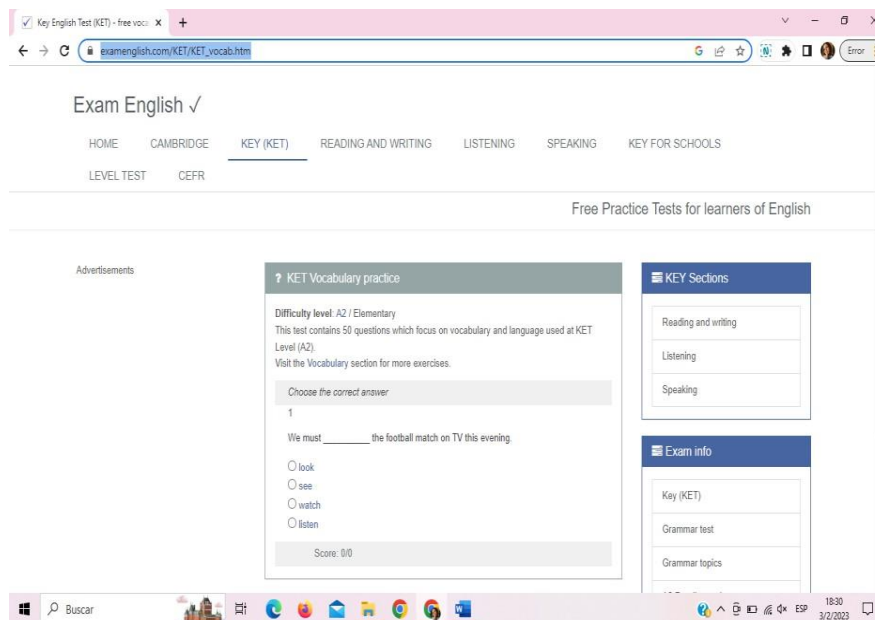 Key English Test (KET) - free voca
examenglish.com/KET/KET_vocab.htm
Error
Exam English ✓
HOME CAMBRIDGE KEY (KET) READING AND WRITING LISTENING SPEAKING KEY FOR SCHOOLS
LEVEL TEST CEFR
Free Practice Tests for learners of English
Advertisements
? KET Vocabulary practice
Difficulty level: A2 / Elementary
This test contains 50 questions which focus on vocabulary and language used at KET
Level (A2).
Visit the Vocabulary section for more exercises.
Choose the correct answer
1
We must _________ the football match on TV this evening.
look
see
watch
listen
Score: 0/0
KEY Sections
Reading and writing
Listening
Speaking
Exam info
Key (KET)
Grammar test
Grammar topics
Buscar
ESP
18:30
3/2/2023